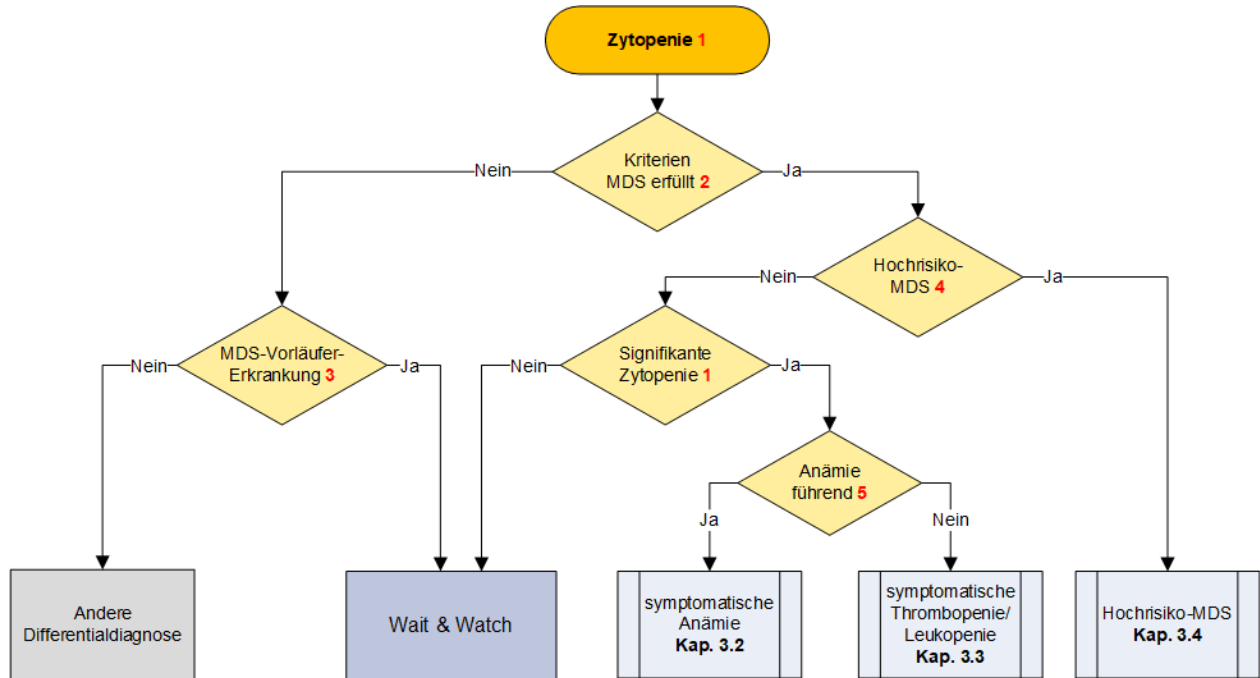 Zytopenie 1
Kriterien
MDS erfüllt 2
Nein
Ja
Hochrisiko-
MDS 4
Nein
Ja
MDS-Vorläufer-
Erkrankung 3
Nein
Ja
Signifikante
Zytopenie 1
Nein
Ja
Anämie
führend 5
Ja
Nein
Andere
Differentialdiagnose
Wait & Watch
symptomatische
Anämie
Kap. 3.2
symptomatische
Thrombopenie/
Leukopenie
Kap. 3.3
Hochrisiko-MDS
Kap. 3.4